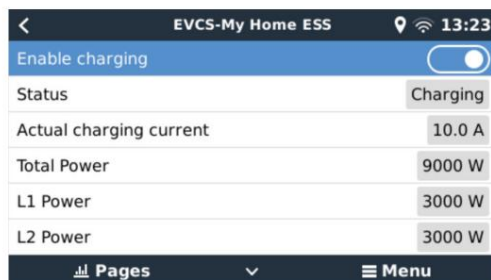 EVCS-My Home ESS 13:23
Enable charging
Status Charging
Actual charging current 10.0 A
Total Power 9000 W
L1 Power 3000 W
L2 Power 3000 W
Pages Menu